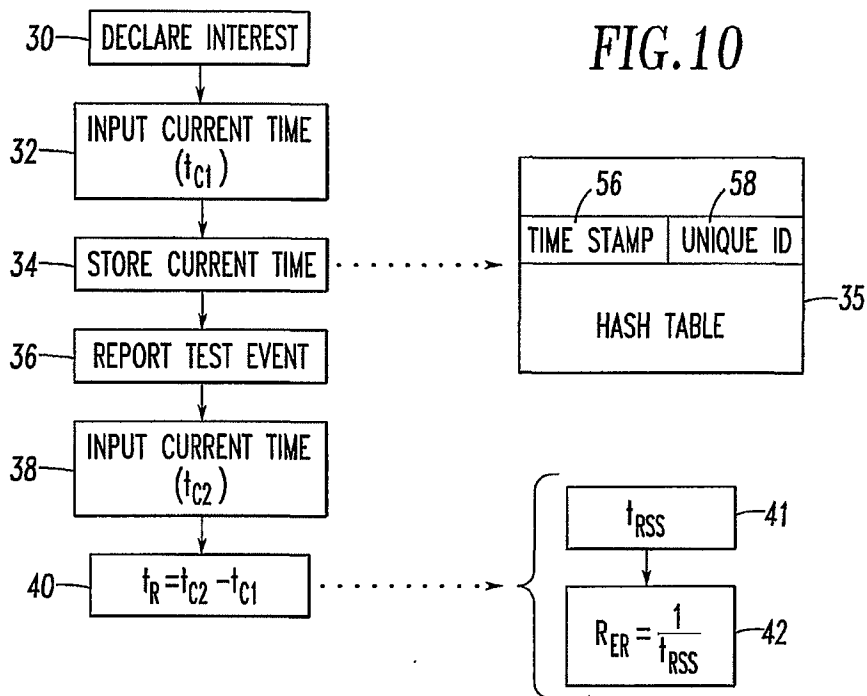 FIG.10
30
DECLARE INTEREST
32
INPUT CURRENT TIME
(tC1)
34
STORE CURRENT TIME
56
58
TIME STAMP
UNIQUE ID
HASH TABLE
35
36
REPORT TEST EVENT
38
INPUT CURRENT TIME
(tC2)
40
tR=tC2-tC1
tRSS
41
RER=1/tRSS
42